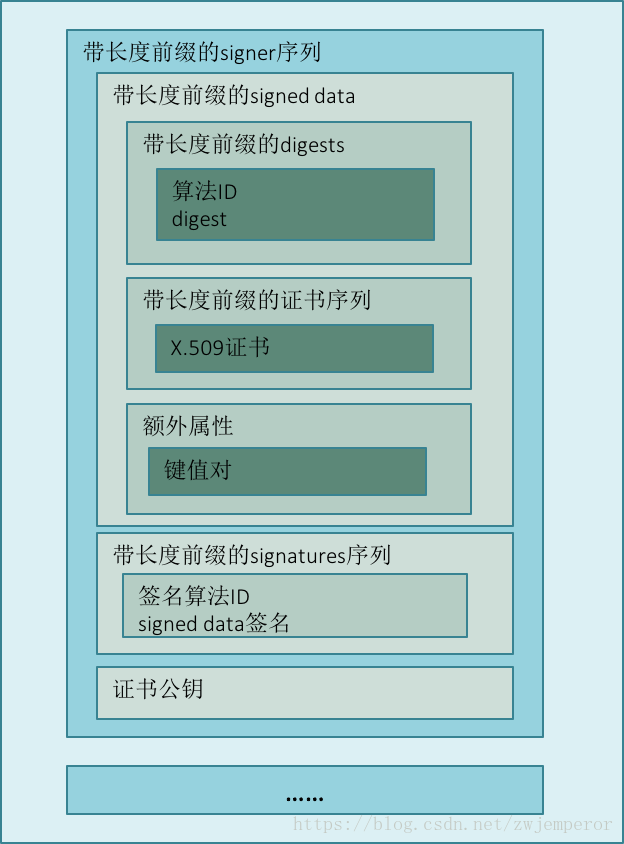 带长度前缀的signer序列
带长度前缀的signed data
带长度前缀的digests
算法ID
digest
带长度前缀的证书序列
X.509证书
额外属性
键值对
带长度前缀的signatures序列
签名算法ID
signed data签名
证书公钥
……
https://blog.csdn.net/zwjemperor